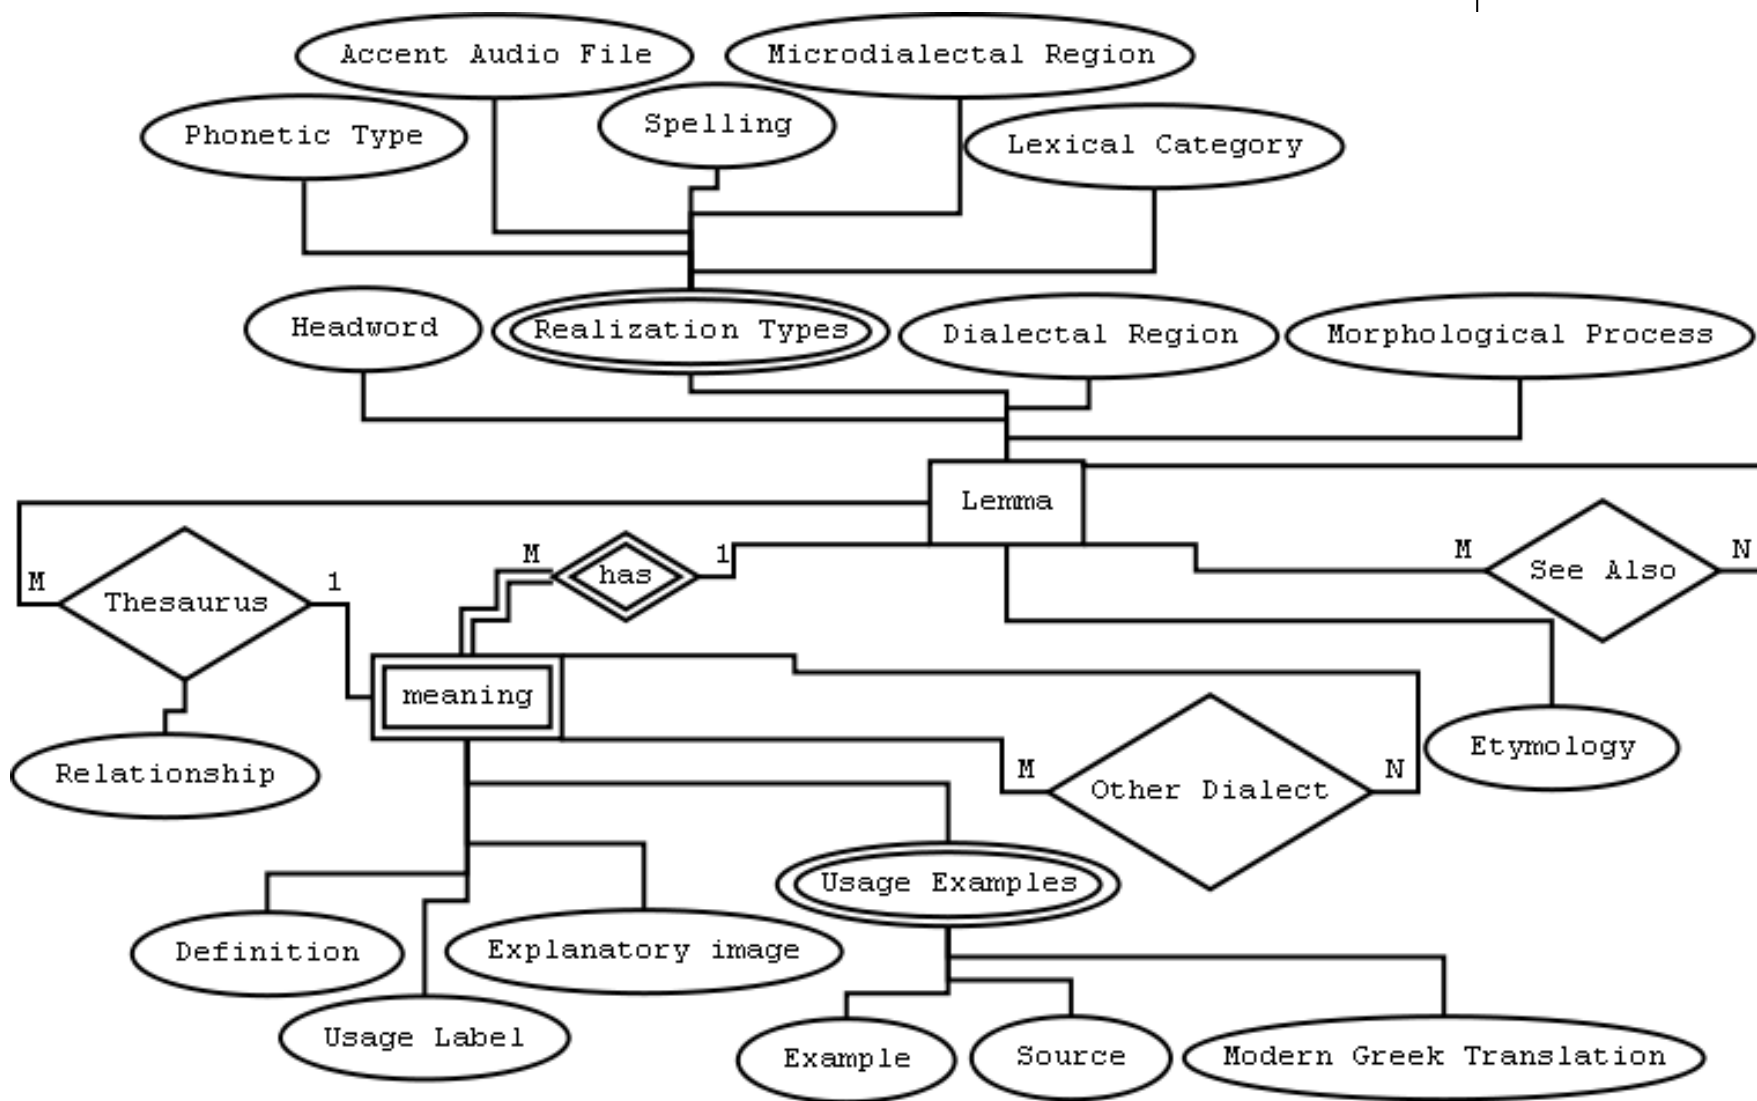 Accent Audio File
Microdialectal Region
Phonetic Type
Spelling
Lexical Category
Headword
Realization Types
Dialectal Region
Morphological Process
Lemma
M
Thesaurus
1
M
has
1
M
See Also
N
meaning
Relationship
M
Other Dialect
N
Etymology
Usage Examples
Definition
Explanatory image
Usage Label
Example
Source
Modern Greek Translation